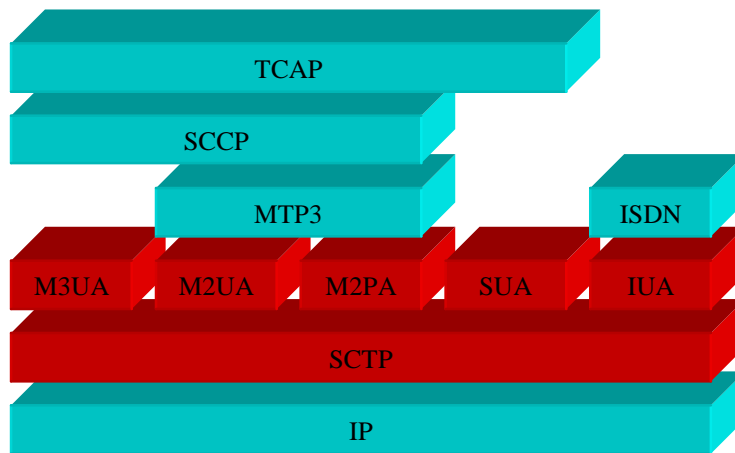 TCAP
SCCP
MTP3 ISDN
M3UA M2UA M2PA SUA IUA
SCTP
IP